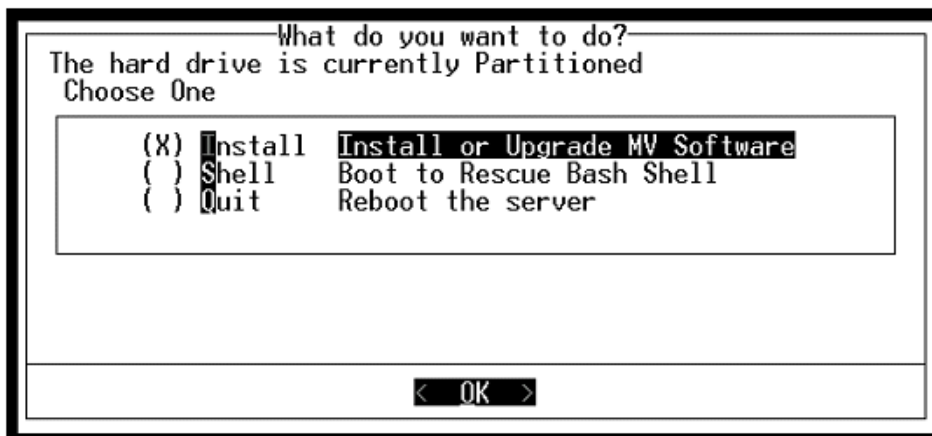 What do you want to do?
The hard drive is currently Partitioned
Choose One
(X) Install Install or Upgrade MV Software
( ) Shell Boot to Rescue Bash Shell
( ) Quit Reboot the server
< OK >